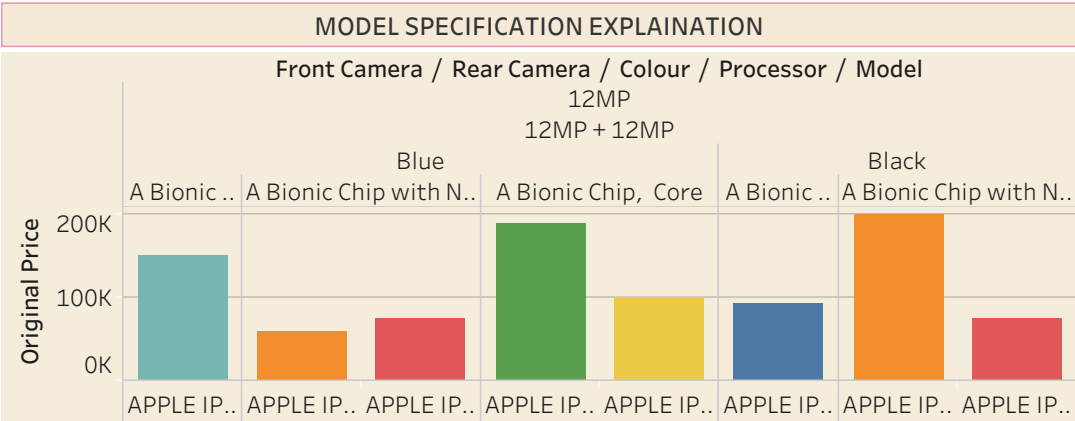 MODEL SPECIFICATION EXPLAINATION
Front Camera / Rear Camera / Colour / Processor / Model
12MP
12MP + 12MP
Blue Black
A Bionic .. A Bionic Chip with N.. A Bionic Chip, Core A Bionic .. A Bionic Chip with N..
Original Price
200K
100K
0K
APPLE IP.. APPLE IP.. APPLE IP.. APPLE IP.. APPLE IP.. APPLE IP.. APPLE IP.. APPLE IP..